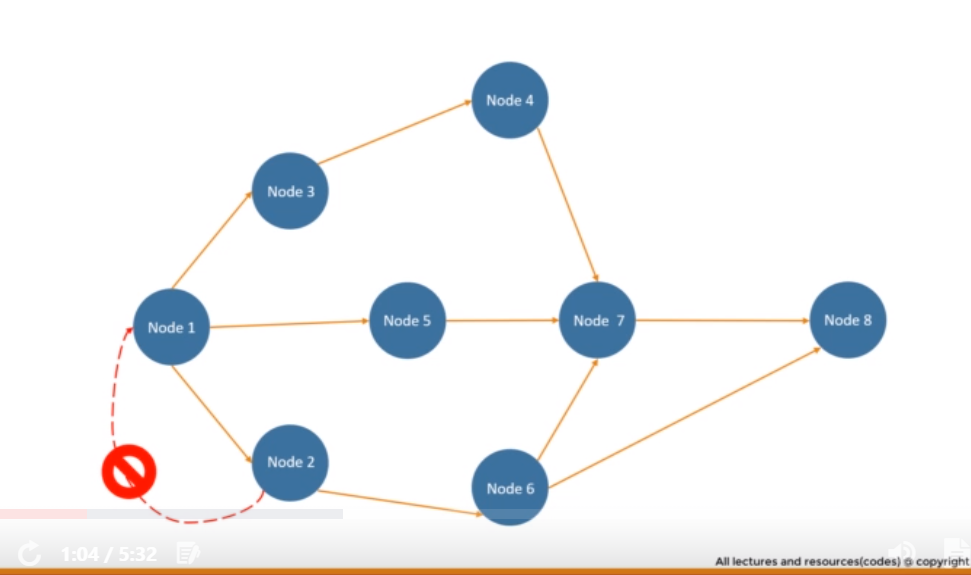 Node 4
Node 3
Node 1
Node 5
Node 7
Node 8
Node 2
Node 6
1:04 / 5:32
All lectures and resources(codes) @ copyright